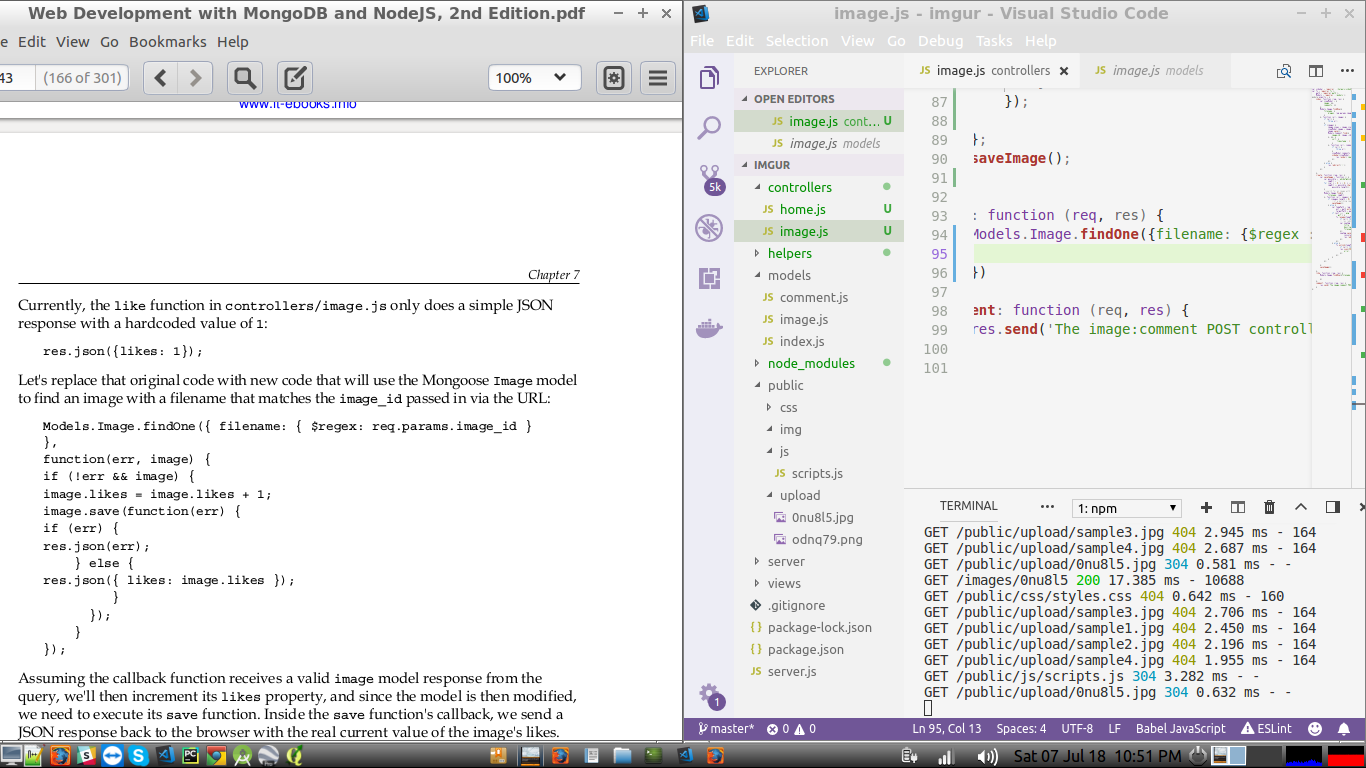 Web Development with MongoDB and NodeJS, 2nd Edition.pdf
e Edit View Go Bookmarks Help
43 (166 of 301)
100%
www.it-ebooks.info
Chapter 7
Currently, the like function in controllers/image.js only does a simple JSON
response with a hardcoded value of 1:
res.json({likes: 1});
Let's replace that original code with new code that will use the Mongoose Image model
to find an image with a filename that matches the image_id passed in via the URL:
Models.Image.findOne({ filename: { $regex: req.params.image_id }
},
function(err, image) {
if (!err && image) {
image.likes = image.likes + 1;
image.save(function(err) {
if (err) {
res.json(err);
} else {
res.json({ likes: image.likes });
}
});
}
});
Assuming the callback function receives a valid image model response from the
query, we'll then increment its likes property, and since the model is then modified,
we need to execute its save function. Inside the save function's callback, we send a
JSON response back to the browser with the real current value of the image's likes.
image.js - imgur - Visual Studio Code
File Edit Selection View Go Debug Tasks Help
EXPLORER
OPEN EDITORS
JS image.js cont... U
JS image.js models
IMGUR
controllers
JS home.js U
JS image.js U
helpers
models
JS comment.js
JS image.js
JS index.js
node_modules
public
css
img
js
JS scripts.js
upload
0nu8l5.jpg
odnq79.png
server
views
.gitignore
{ } package-lock.json
{ } package.json
JS server.js
5k
1
JS image.js controllers
JS image.js models
87 });
88
89 };
90 saveImage();
91
92
93 : function (req, res) {
94 Models.Image.findOne({filename: {$regex :
95
96 })
97
98 ent: function (req, res) {
99 res.send('The image:comment POST controll
100
101
TERMINAL
1: npm
GET /public/upload/sample3.jpg 404 2.945 ms - 164
GET /public/upload/sample4.jpg 404 2.687 ms - 164
GET /public/upload/0nu8l5.jpg 304 0.581 ms - -
GET /images/0nu8l5 200 17.385 ms - 10688
GET /public/css/styles.css 404 0.642 ms - 160
GET /public/upload/sample3.jpg 404 2.706 ms - 164
GET /public/upload/sample1.jpg 404 2.450 ms - 164
GET /public/upload/sample2.jpg 404 2.196 ms - 164
GET /public/upload/sample4.jpg 404 1.955 ms - 164
GET /public/js/scripts.js 304 3.282 ms - -
GET /public/upload/0nu8l5.jpg 304 0.632 ms - -
master* 0 0 Ln 95, Col 13 Spaces: 4 UTF-8 LF Babel JavaScript ESLint
Sat 07 Jul 18 10:51 PM